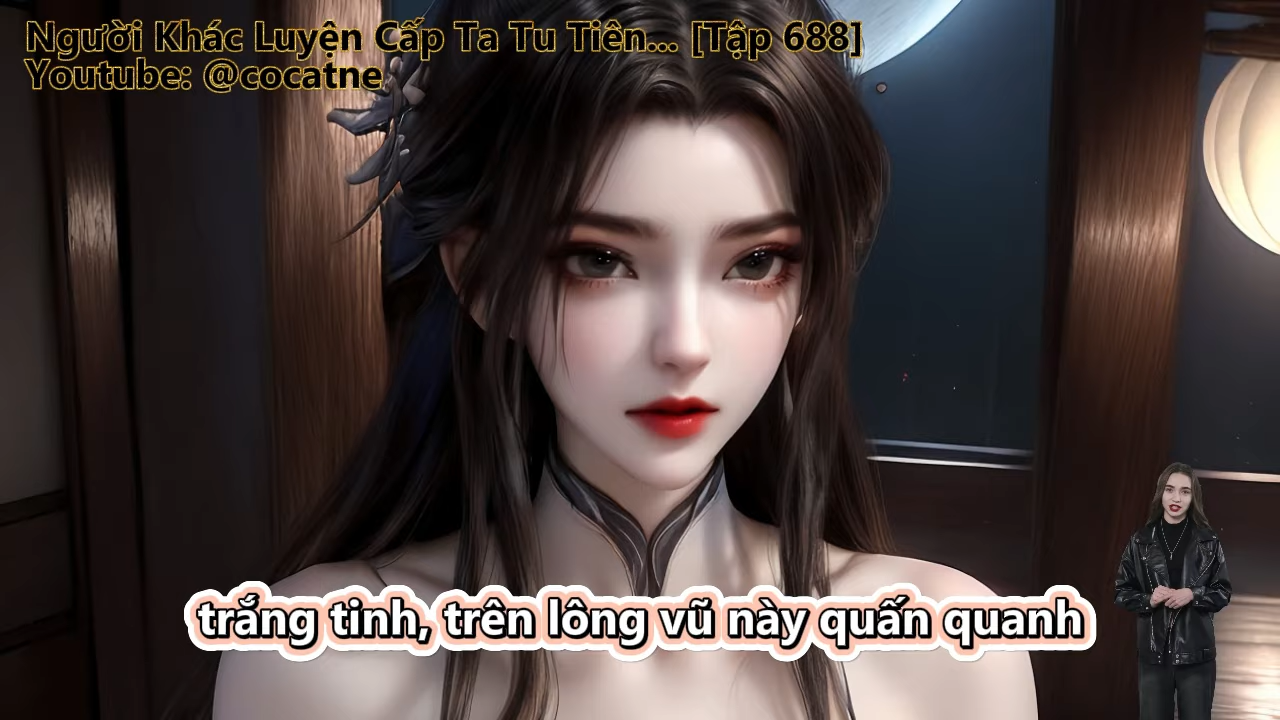 Người Khác Luyện Cấp Ta Tu Tiên... [Tập 688]
Youtube: @cocatne
trắng tinh, trên lông vũ này quấn quanh